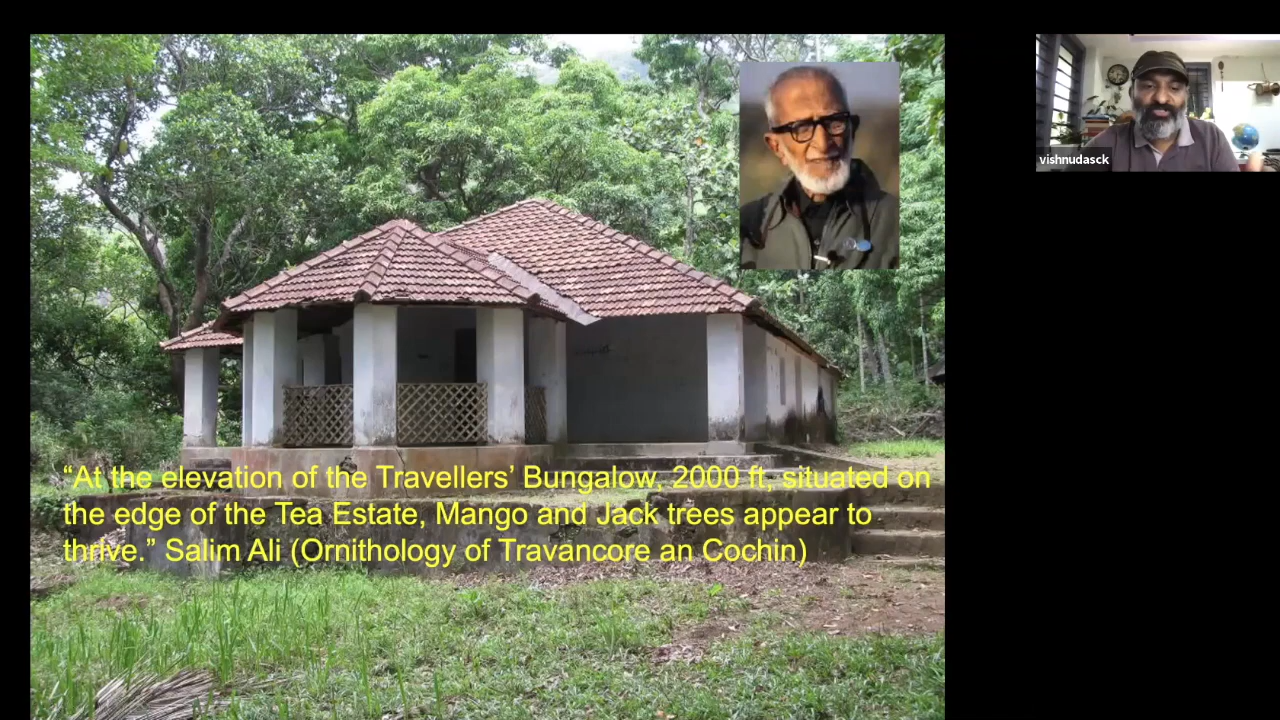 “At the elevation of the Travellers’ Bungalow, 2000 ft, situated on
the edge of the Tea Estate, Mango and Jack trees appear to
thrive.” Salim Ali (Ornithology of Travancore an Cochin)
vishnudasck